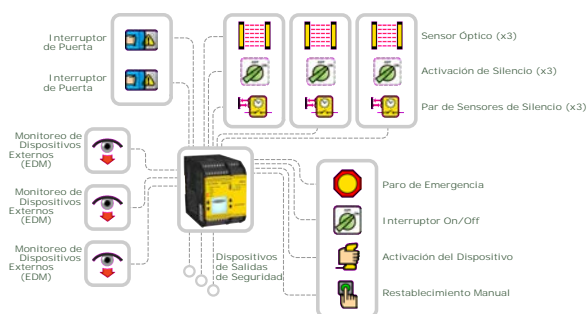 Interruptor
de Puerta
Interruptor
de Puerta
Sensor Óptico (x3)
Activación de Silencio (x3)
Par de Sensores de Silencio (x3)
Monitoreo de
Dispositivos
Externos
(EDM)
Monitoreo de
Dispositivos
Externos
(EDM)
Monitoreo de
Dispositivos
Externos
(EDM)
Dispositivos
de Salidas
de Seguridad
Paro de Emergencia
Interruptor On/Off
Activación del Dispositivo
Restablecimiento Manual